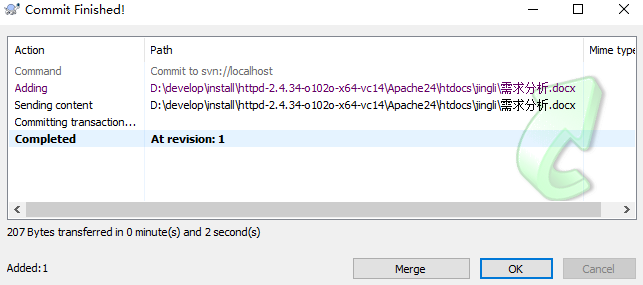 Commit Finished!
Action Path Mime type
Command Commit to svn://localhost
Adding D:\develop\install\httpd-2.4.34-o102o-x64-vc14\Apache24\htdocs\jingli\需求分析.docx
Sending content D:\develop\install\httpd-2.4.34-o102o-x64-vc14\Apache24\htdocs\jingli\需求分析.docx
Committing transaction...
Completed At revision: 1
207 Bytes transferred in 0 minute(s) and 2 second(s)
Added:1 Merge OK Cancel